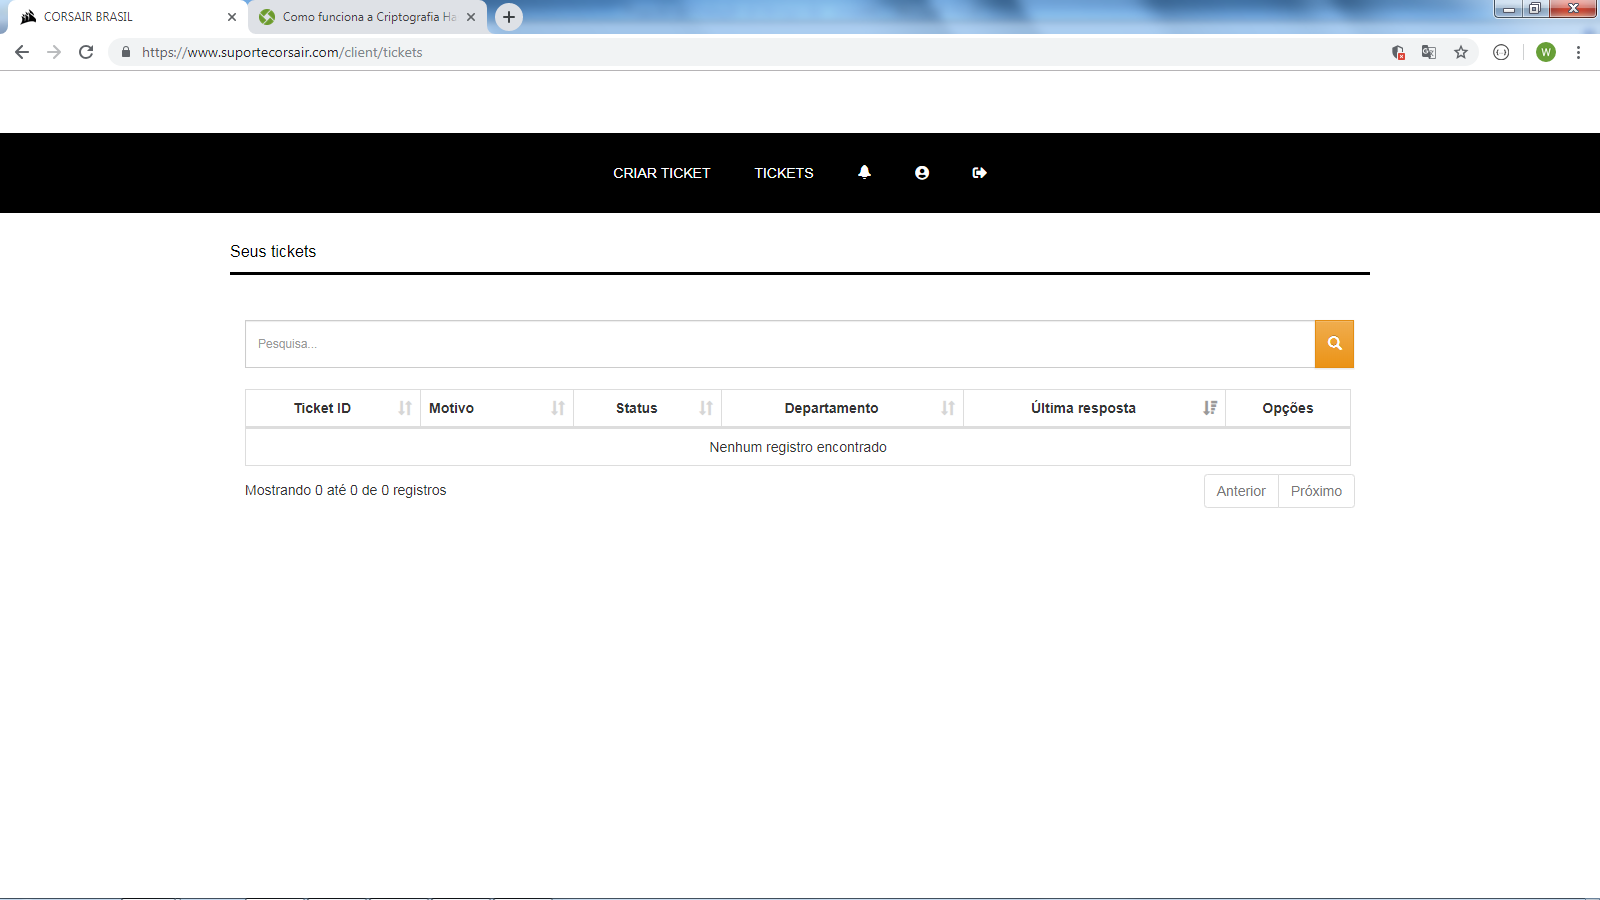 CORSAIR BRASIL
Como funciona a Criptografia Ha
https://www.suportecorsair.com/client/tickets
W
CRIAR TICKET TICKETS
Seus tickets
Pesquisa...
Ticket ID Motivo Status Departamento Última resposta Opções
Nenhum registro encontrado
Mostrando 0 até 0 de 0 registros
Anterior Próximo